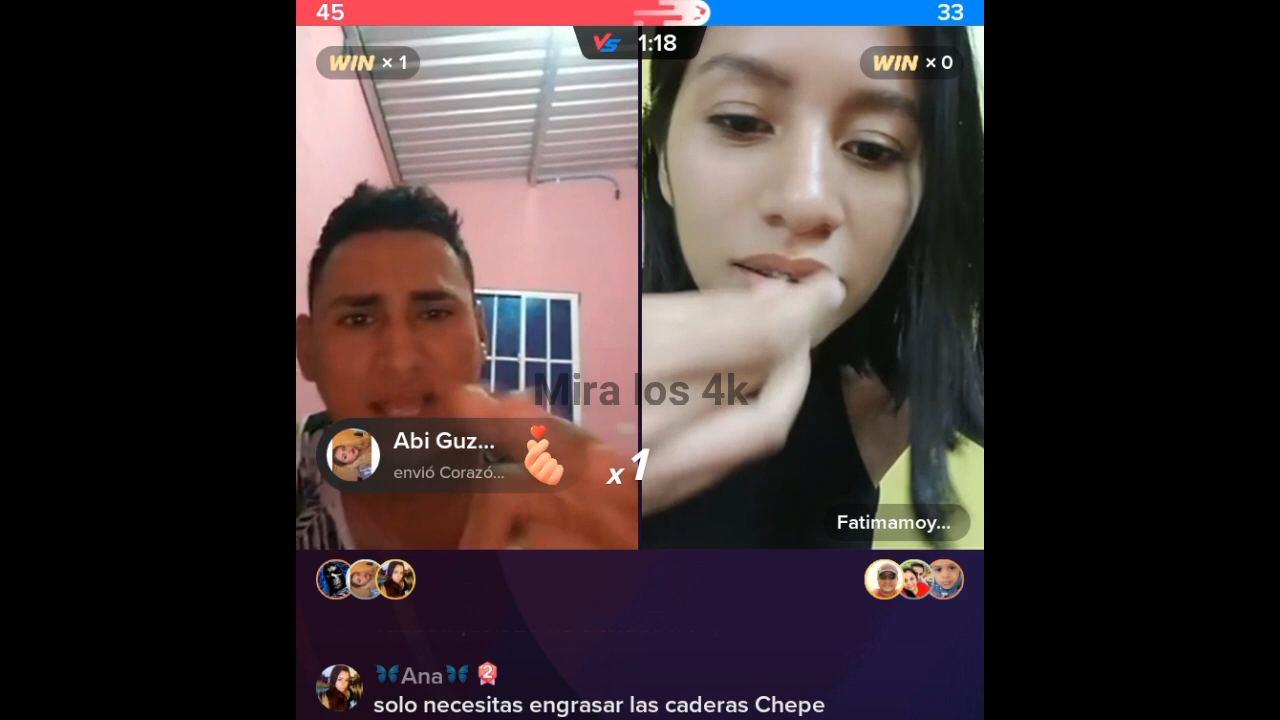 45
33
VS
1:18
WIN × 1
WIN × 0
Mira los 4k
Abi Guz...
envió Corazó...
x 1
Fatimamoy...
Ana 2
solo necesitas engrasar las caderas Chepe